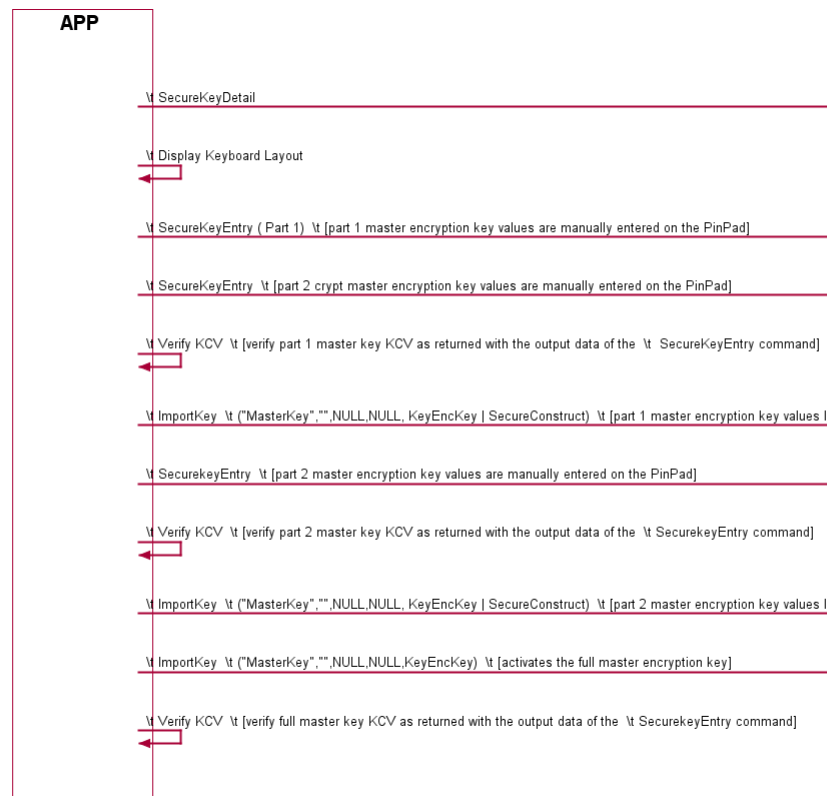 APP
\t SecureKeyDetail
\t Display Keyboard Layout
\t SecureKeyEntry ( Part 1)  \t [part 1 master encryption key values are manually entered on the PinPad]
\t SecureKeyEntry  \t [part 2 crypt master encryption key values are manually entered on the PinPad]
\t Verify KCV  \t [verify part 1 master key KCV as returned with the output data of the  \t  SecureKeyEntry command]
\t ImportKey  \t ("MasterKey","",NULL,NULL, KeyEncKey | SecureConstruct)  \t [part 1 master encryption key values
\t SecurekeyEntry  \t [part 2 master encryption key values are manually entered on the PinPad]
\t Verify KCV  \t [verify part 2 master key KCV as returned with the output data of the  \t SecurekeyEntry command]
\t ImportKey  \t ("MasterKey","",NULL,NULL, KeyEncKey | SecureConstruct)  \t [part 2 master encryption key values
\t ImportKey  \t ("MasterKey","",NULL,NULL,KeyEncKey)  \t [activates the full master encryption key]
\t Verify KCV  \t [verify full master key KCV as returned with the output data of the  \t SecurekeyEntry command]